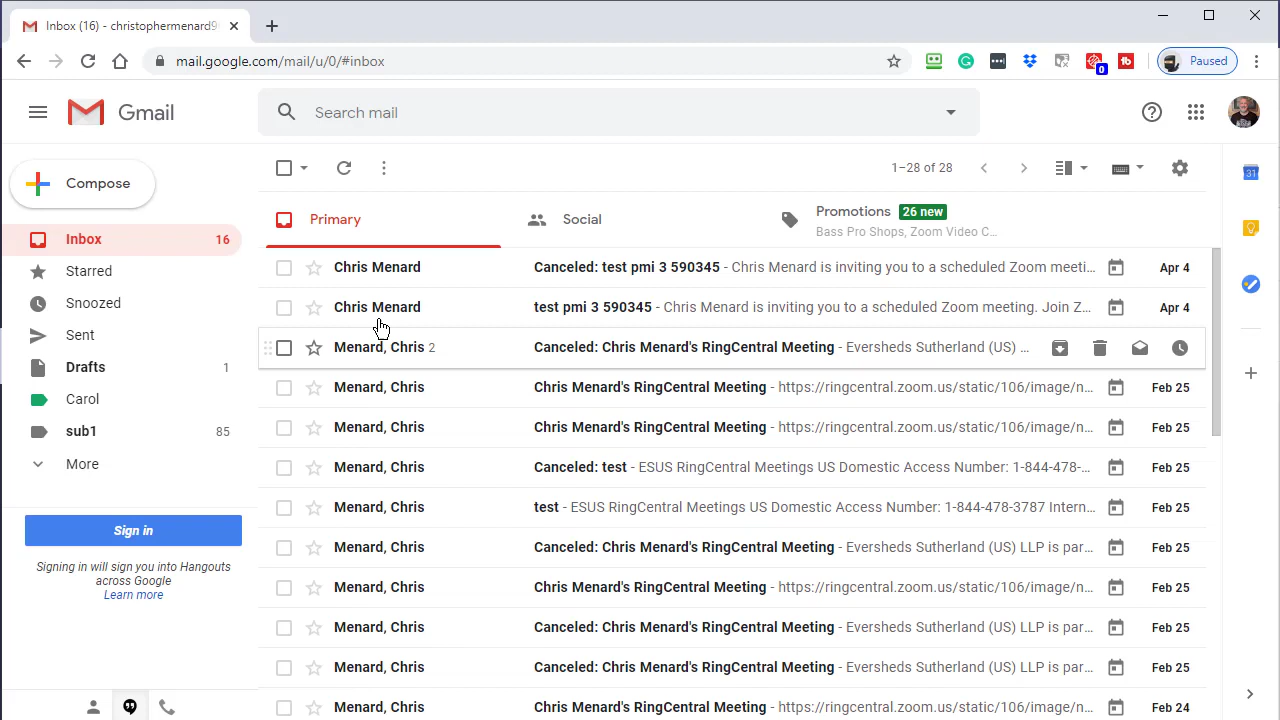 Inbox (16) - christophermenard9
mail.google.com/mail/u/0/#inbox
0
Paused
Gmail
Search mail
Compose
1–28 of 28
31
Inbox 16
Starred
Snoozed
Sent
Drafts 1
Carol
sub1 85
More
Sign in
Signing in will sign you into Hangouts
across Google
Learn more
Primary
Social
Promotions 26 new
Bass Pro Shops, Zoom Video C...
Chris Menard Canceled: test pmi 3 590345 - Chris Menard is inviting you to a scheduled Zoom meeti... Apr 4
Chris Menard test pmi 3 590345 - Chris Menard is inviting you to a scheduled Zoom meeting. Join Z... Apr 4
Menard, Chris 2 Canceled: Chris Menard's RingCentral Meeting - Eversheds Sutherland (US) ...
Menard, Chris Chris Menard's RingCentral Meeting - https://ringcentral.zoom.us/static/106/image/n... Feb 25
Menard, Chris Chris Menard's RingCentral Meeting - https://ringcentral.zoom.us/static/106/image/n... Feb 25
Menard, Chris Canceled: test - ESUS RingCentral Meetings US Domestic Access Number: 1-844-478-... Feb 25
Menard, Chris test - ESUS RingCentral Meetings US Domestic Access Number: 1-844-478-3787 Intern... Feb 25
Menard, Chris Canceled: Chris Menard's RingCentral Meeting - Eversheds Sutherland (US) LLP is par... Feb 25
Menard, Chris Chris Menard's RingCentral Meeting - https://ringcentral.zoom.us/static/106/image/n... Feb 25
Menard, Chris Canceled: Chris Menard's RingCentral Meeting - Eversheds Sutherland (US) LLP is par... Feb 25
Menard, Chris Canceled: Chris Menard's RingCentral Meeting - Eversheds Sutherland (US) LLP is par... Feb 25
Menard, Chris Chris Menard's RingCentral Meeting - https://ringcentral.zoom.us/static/106/image/n... Feb 24